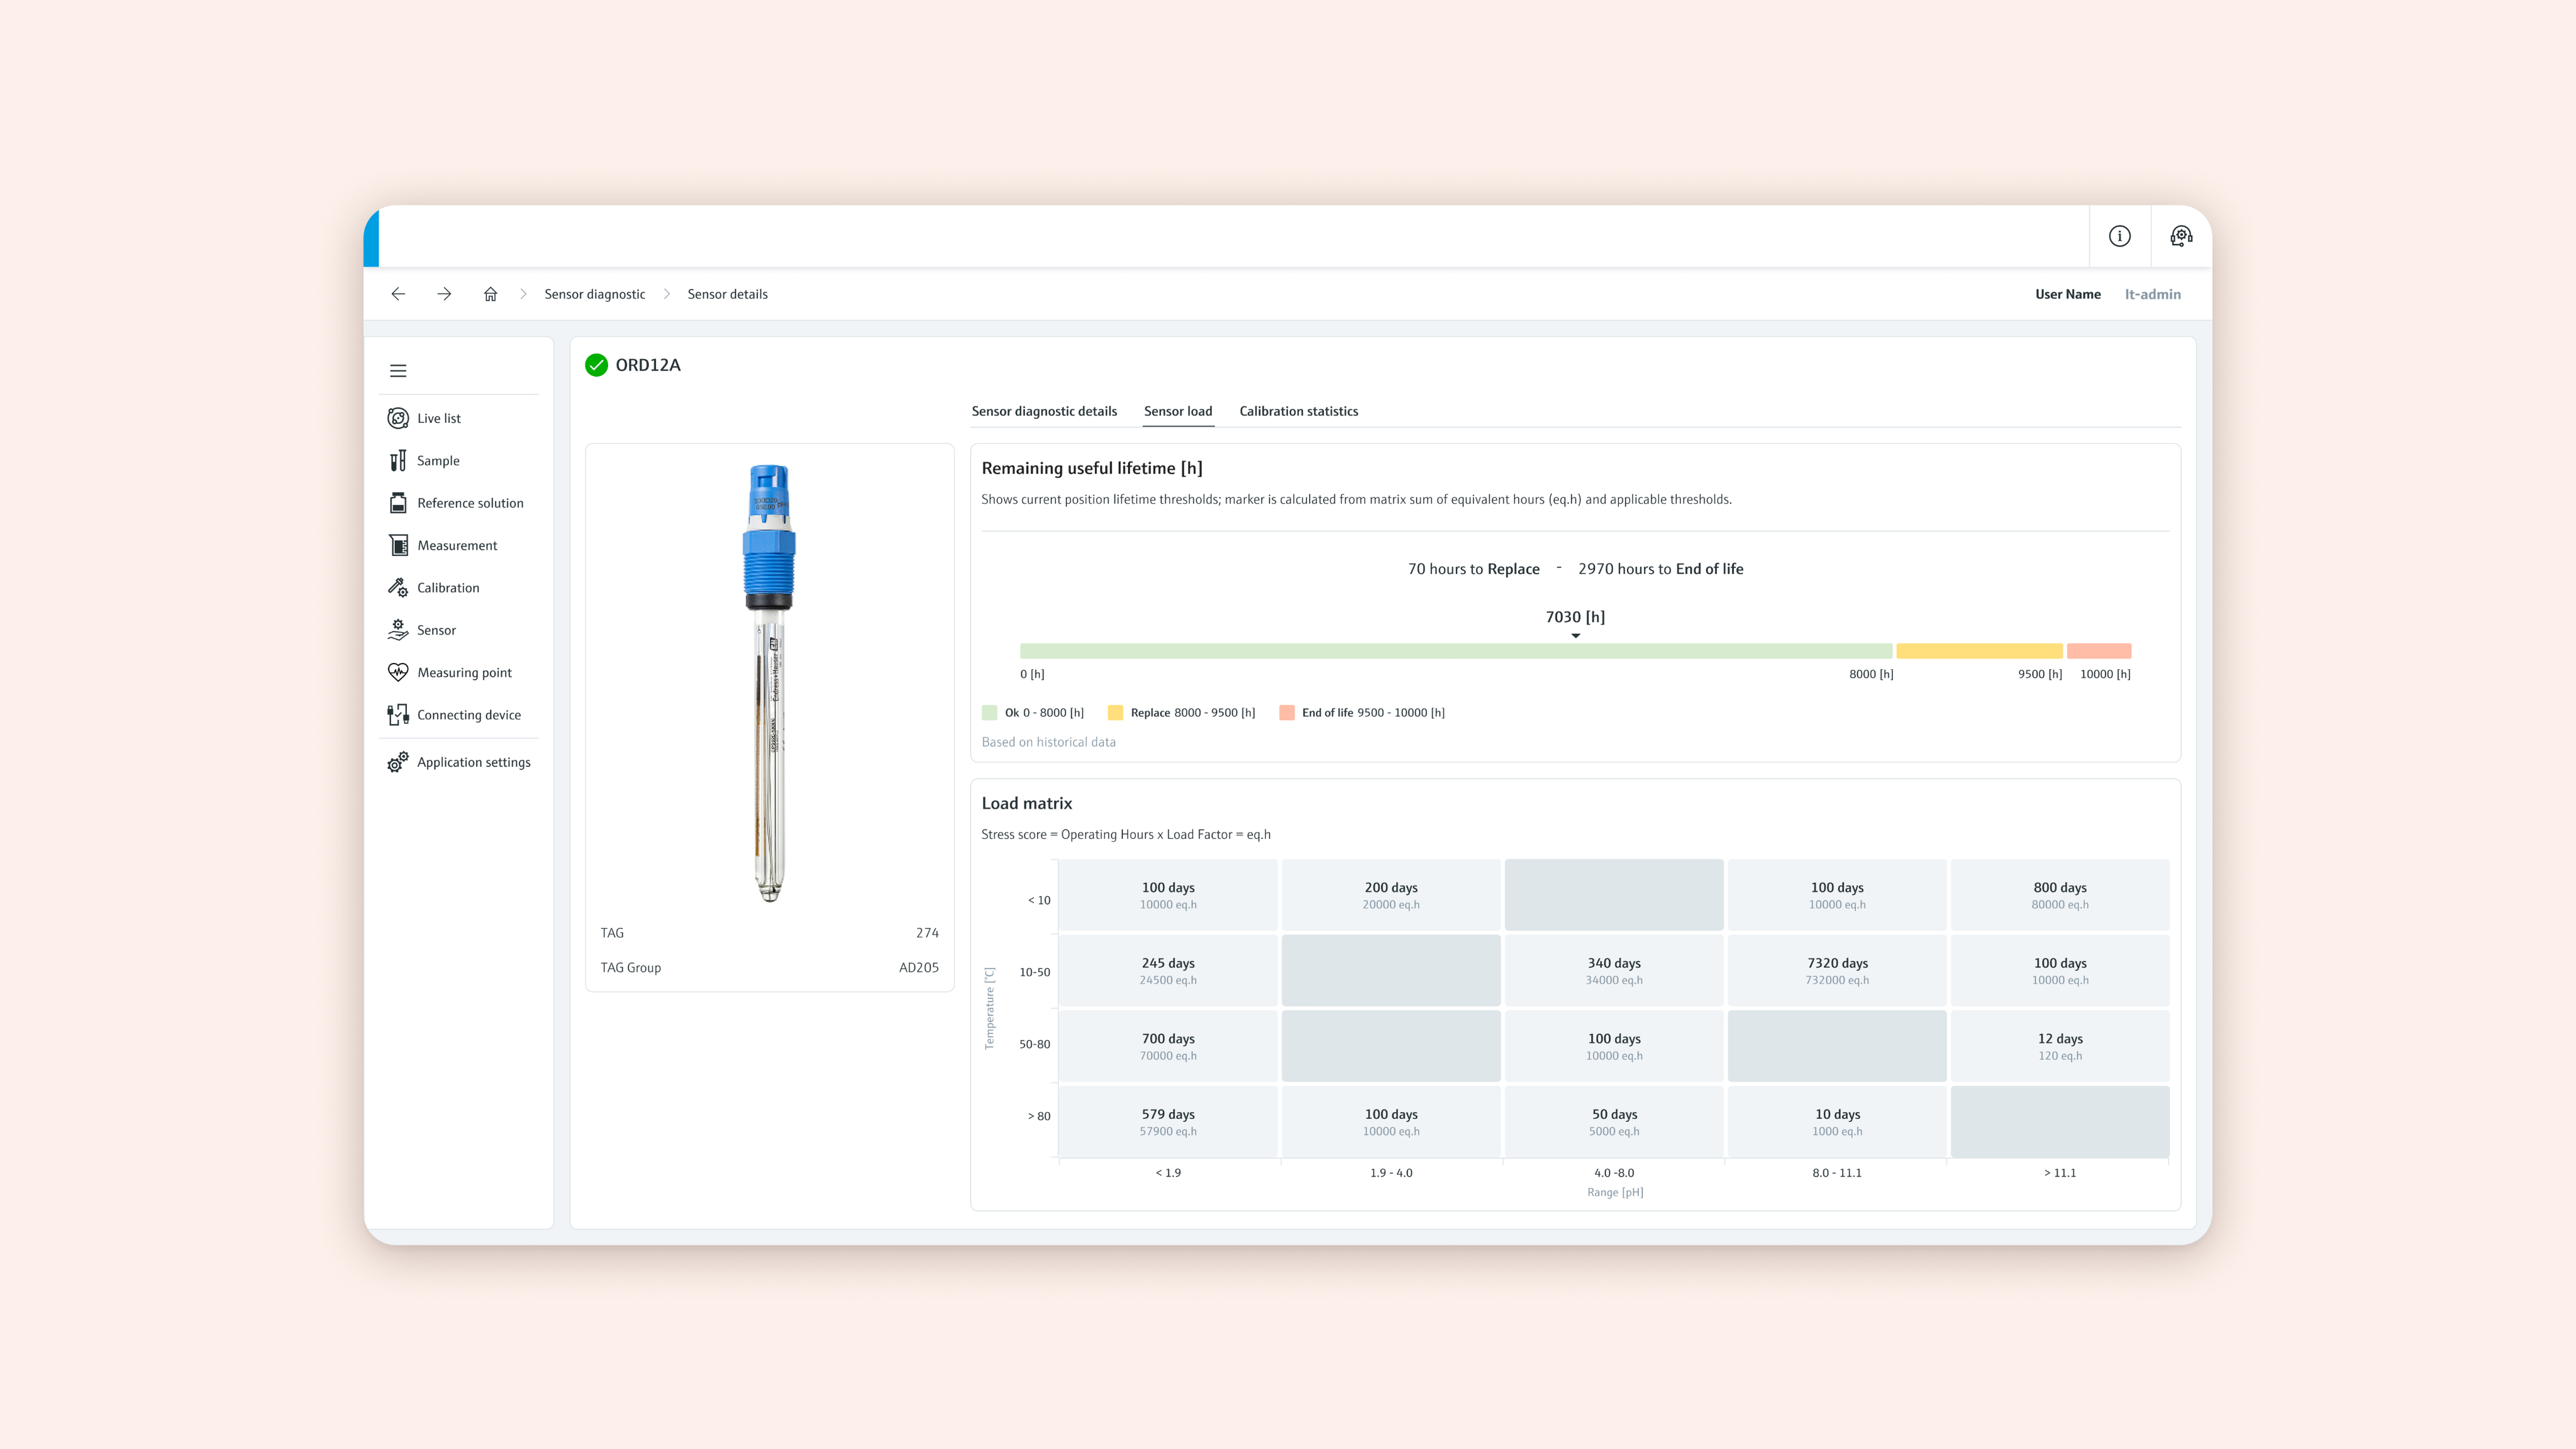 Sensor diagnostic
Sensor details
User Name
It-admin
Live list
Sample
Reference solution
Measurement
Calibration
Sensor
Measuring point
Connecting device
Application settings
ORD12A
Endress+Hauser
TAG 274
TAG Group AD205
Sensor diagnostic details
Sensor load
Calibration statistics
Remaining useful lifetime [h]
Shows current position lifetime thresholds; marker is calculated from matrix sum of equivalent hours (eq.h) and applicable thresholds.
70 hours to Replace - 2970 hours to End of life
7030 [h]
0 [h] 8000 [h] 9500 [h] 10000 [h]
Ok 0 - 8000 [h] Replace 8000 - 9500 [h] End of life 9500 - 10000 [h]
Based on historical data
Load matrix
Stress score = Operating Hours x Load Factor = eq.h
Temperature [°C]
< 10
100 days 200 days 100 days 800 days
10000 eq.h 20000 eq.h 10000 eq.h 80000 eq.h
10-50
245 days 340 days 7320 days 100 days
24500 eq.h 34000 eq.h 732000 eq.h 10000 eq.h
50-80
700 days 100 days 12 days
70000 eq.h 10000 eq.h 120 eq.h
> 80
579 days 100 days 50 days 10 days
57900 eq.h 10000 eq.h 5000 eq.h 1000 eq.h
< 1.9 1.9 - 4.0 4.0 -8.0 8.0 - 11.1 > 11.1
Range [pH]